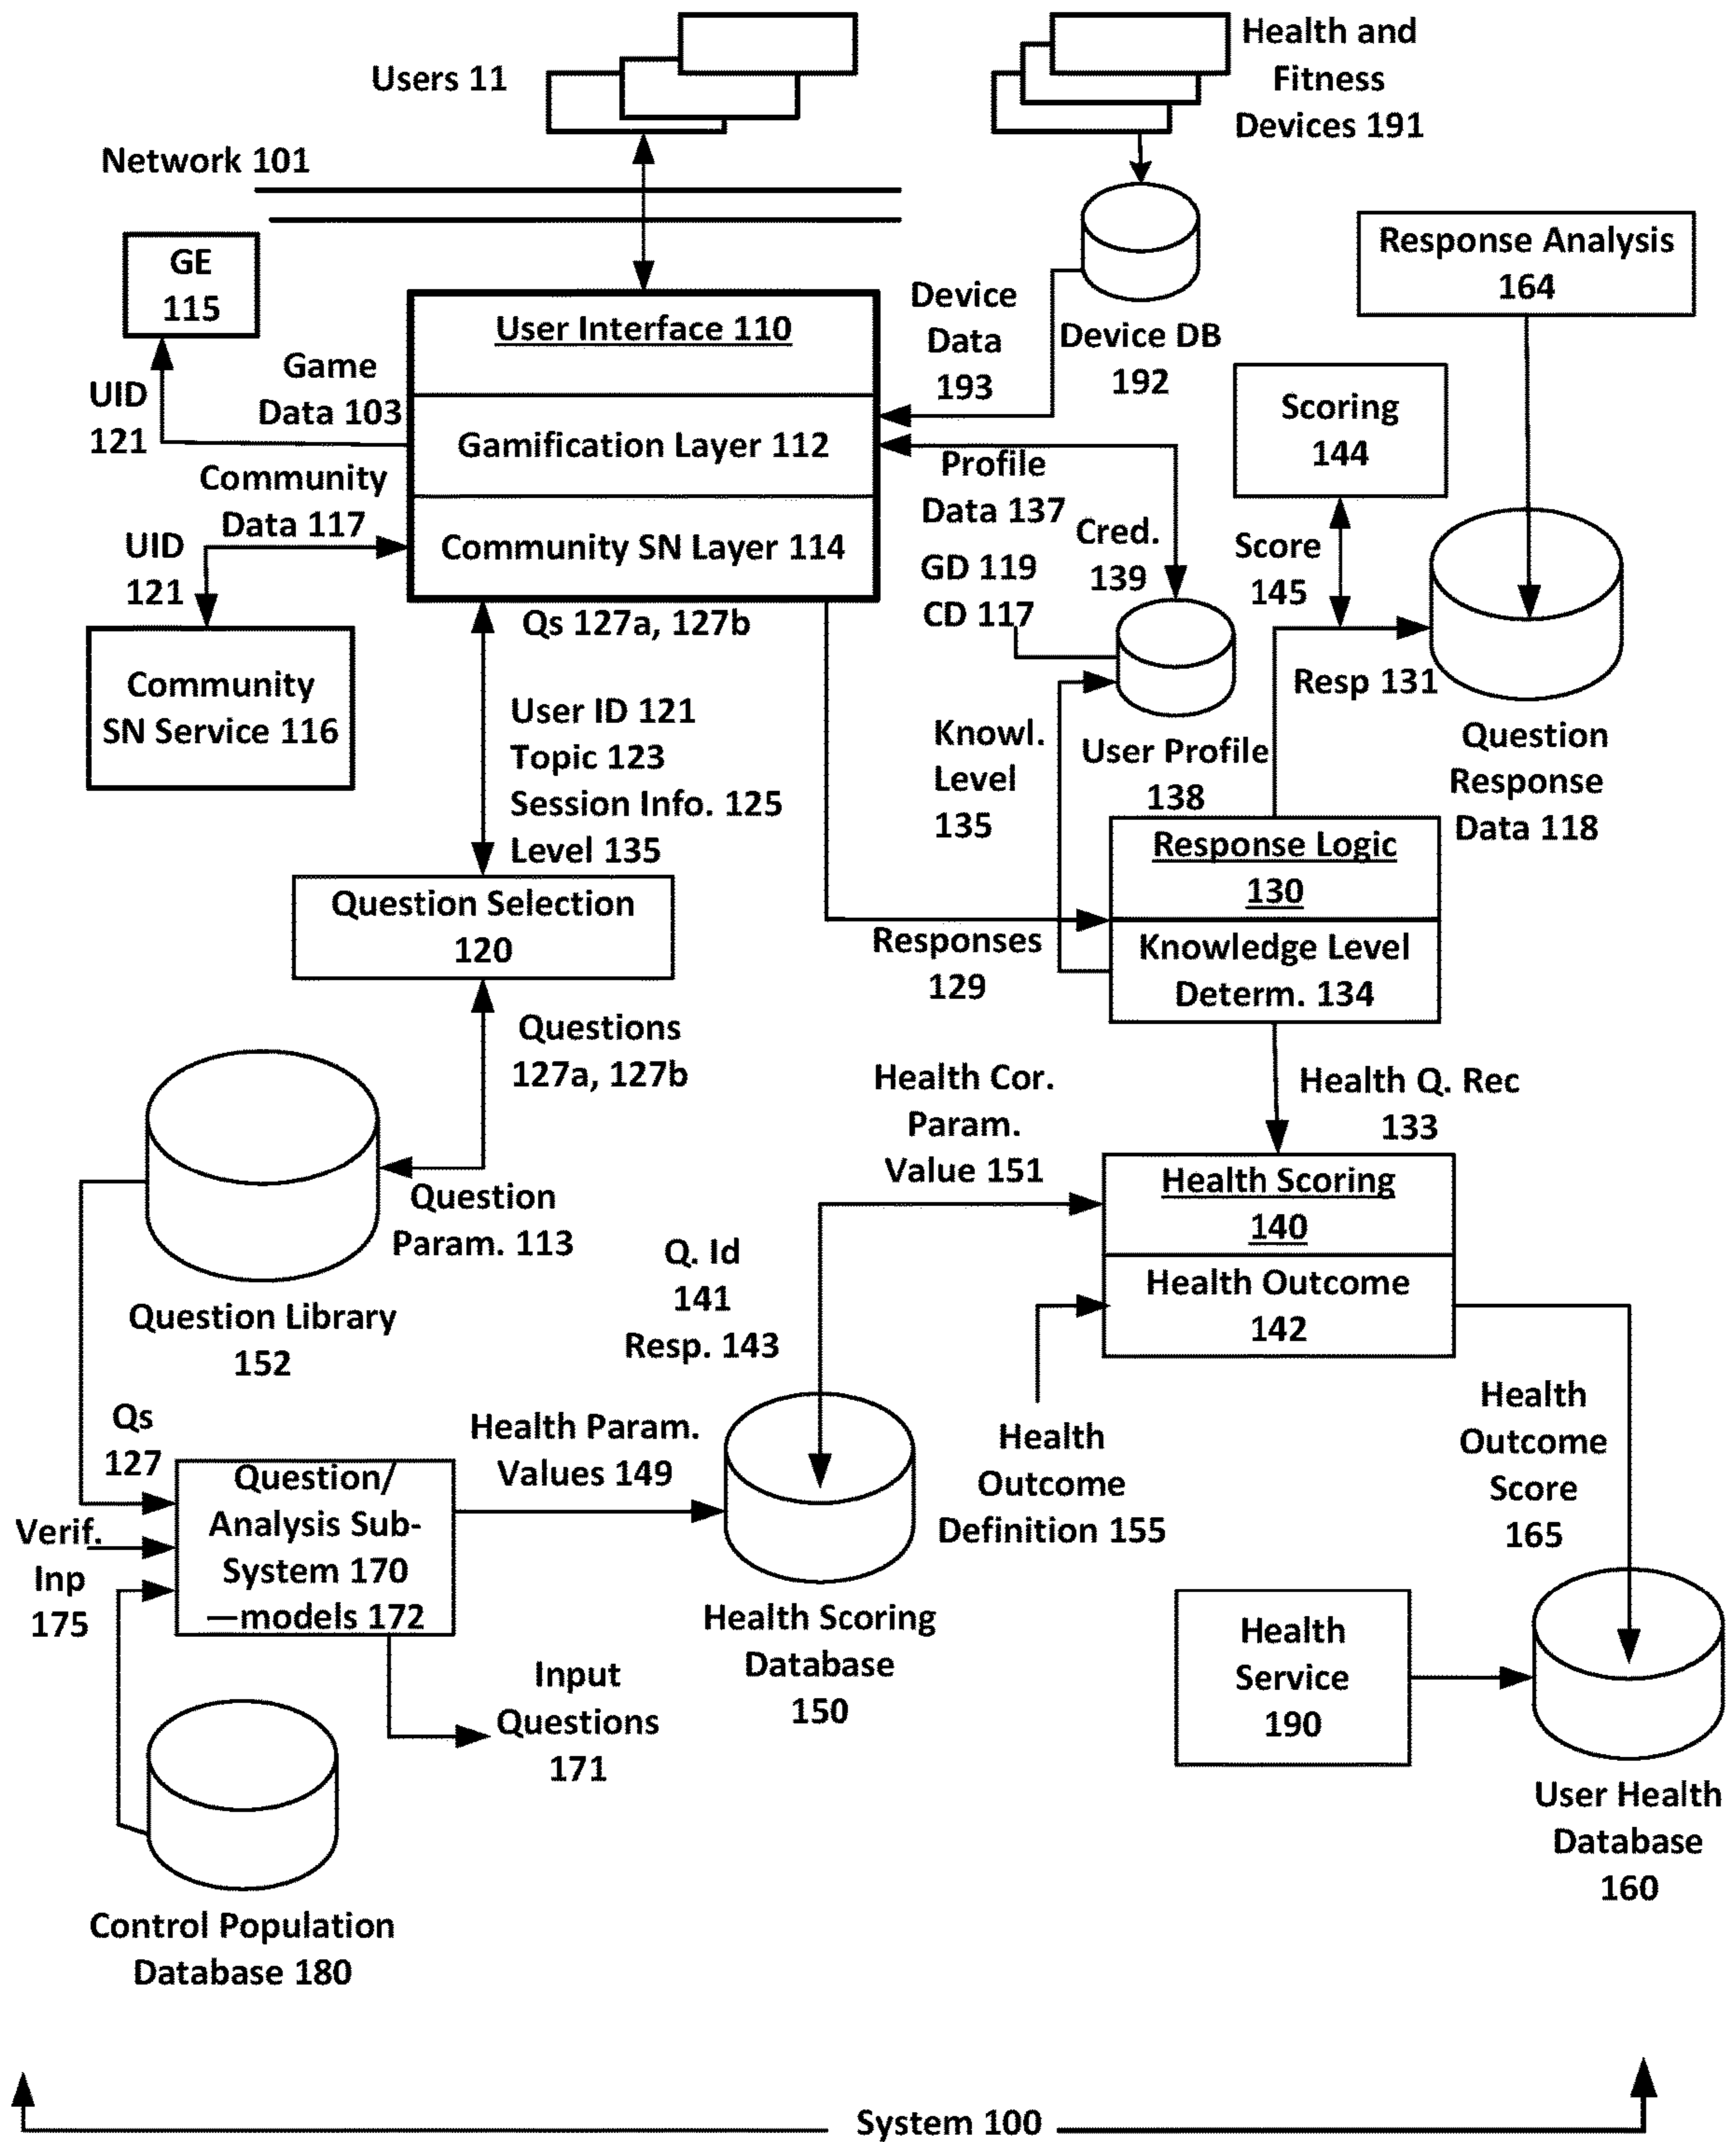 Users 11
Health and
Fitness
Devices 191
Network 101
GE
115
Response Analysis
164
User Interface 110
Device
Data
193
Device DB
192
Game
Data 103
UID
121
Scoring
144
Gamification Layer 112
Profile
Data 137
Community
Data 117
UID
121
Community SN Layer 114
Cred.
139
GD 119
CD 117
Score
145
Qs 127a, 127b
Community
SN Service 116
Resp 131
User ID 121
Topic 123
Session Info. 125
Level 135
Knowl.
Level
135
User Profile
138
Question
Response
Data 118
Response Logic
130
Question Selection
120
Responses
129
Knowledge Level
Determ. 134
Questions
127a, 127b
Health Cor.
Param.
Value 151
Health Q. Rec
133
Question
Param. 113
Health Scoring
140
Q. Id
141
Resp. 143
Health Outcome
142
Question Library
152
Qs
127
Health Param.
Values 149
Health
Outcome
Definition 155
Health
Outcome
Score
165
Verif.
Inp
175
Question/
Analysis Sub-
System 170
—models 172
Health Scoring
Database
150
Input
Questions
171
Health
Service
190
User Health
Database
160
Control Population
Database 180
System 100